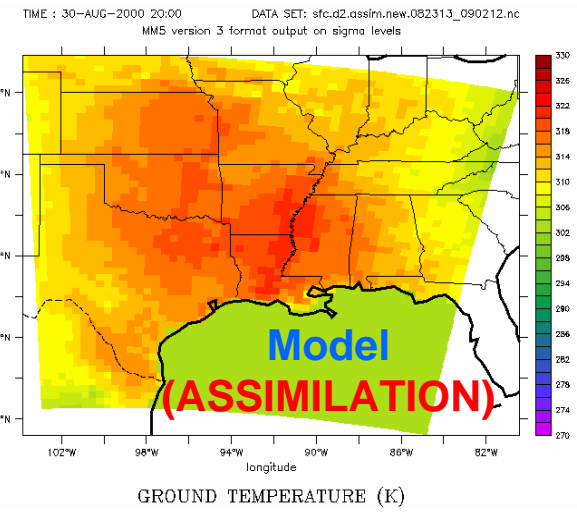 TIME : 30-AUG-2000 20:00 DATA SET: sfc.d2.assim.new.082313_090212.nc
MM5 version 3 format output on sigma levels
330
326
322
318
314
310
306
302
298
294
290
286
282
278
274
270
°N
°N
°N
°N
°N
Model
(ASSIMILATION)
102°W 98°W 94°W 90°W 86°W 82°W
longitude
GROUND TEMPERATURE (K)